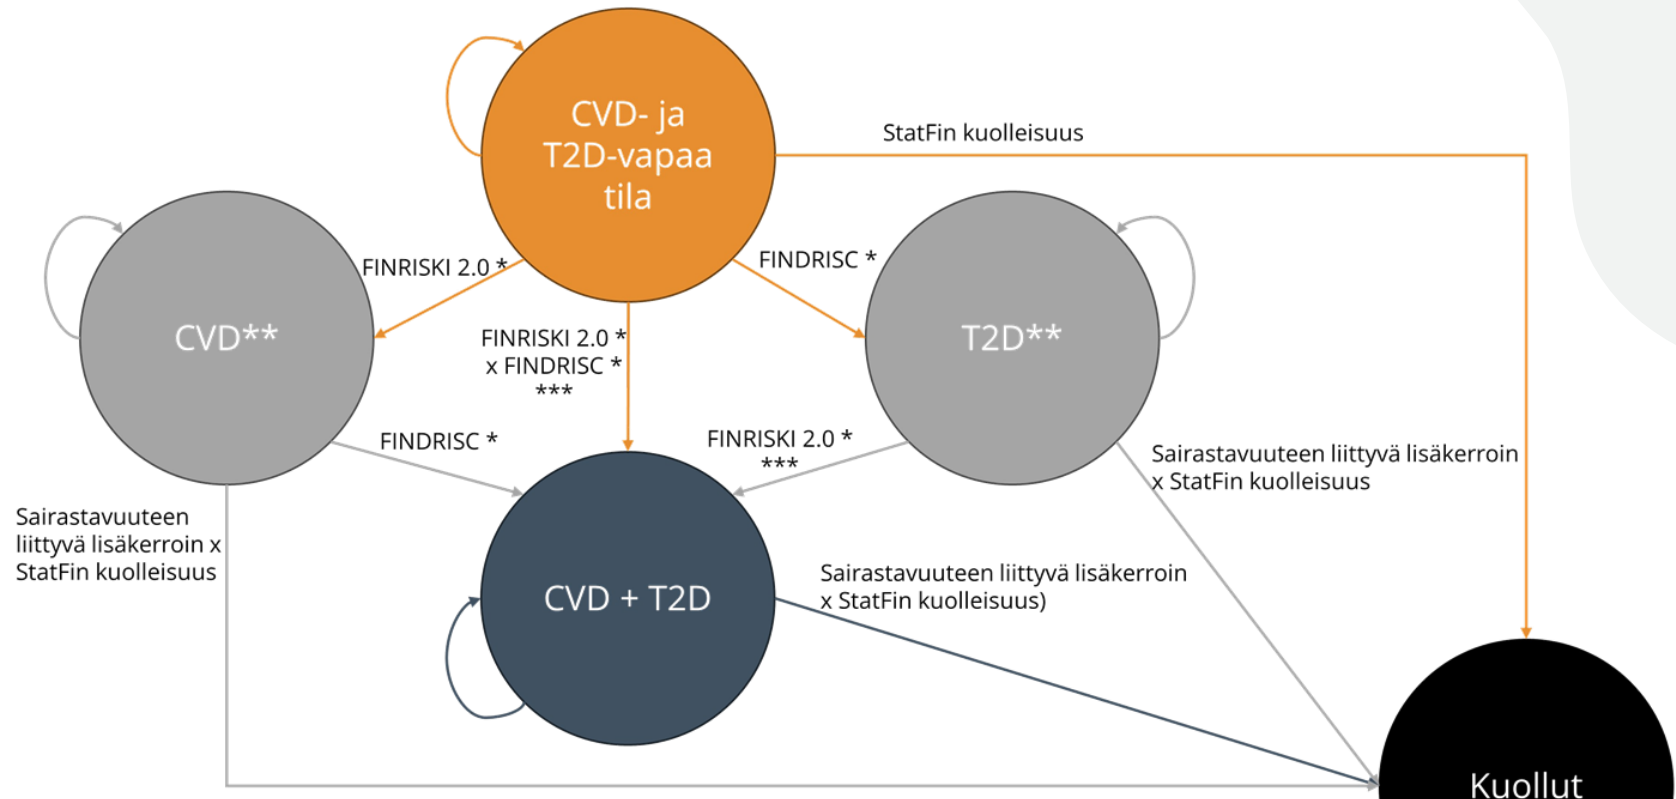 CVD- ja
T2D-vapaa
tila
StatFin kuolleisuus
FINRISKI 2.0 *
FINDRISC *
CVD**
FINRISKI 2.0 *
x FINDRISC *
***
T2D**
FINDRISC *
FINRISKI 2.0 *
***
Sairastavuuteen liittyvä lisäkerroin
x StatFin kuolleisuus
Sairastavuuteen
liittyvä lisäkerroin x
StatFin kuolleisuus
CVD + T2D
Sairastavuuteen liittyvä lisäkerroin
x StatFin kuolleisuus)
Kuollut